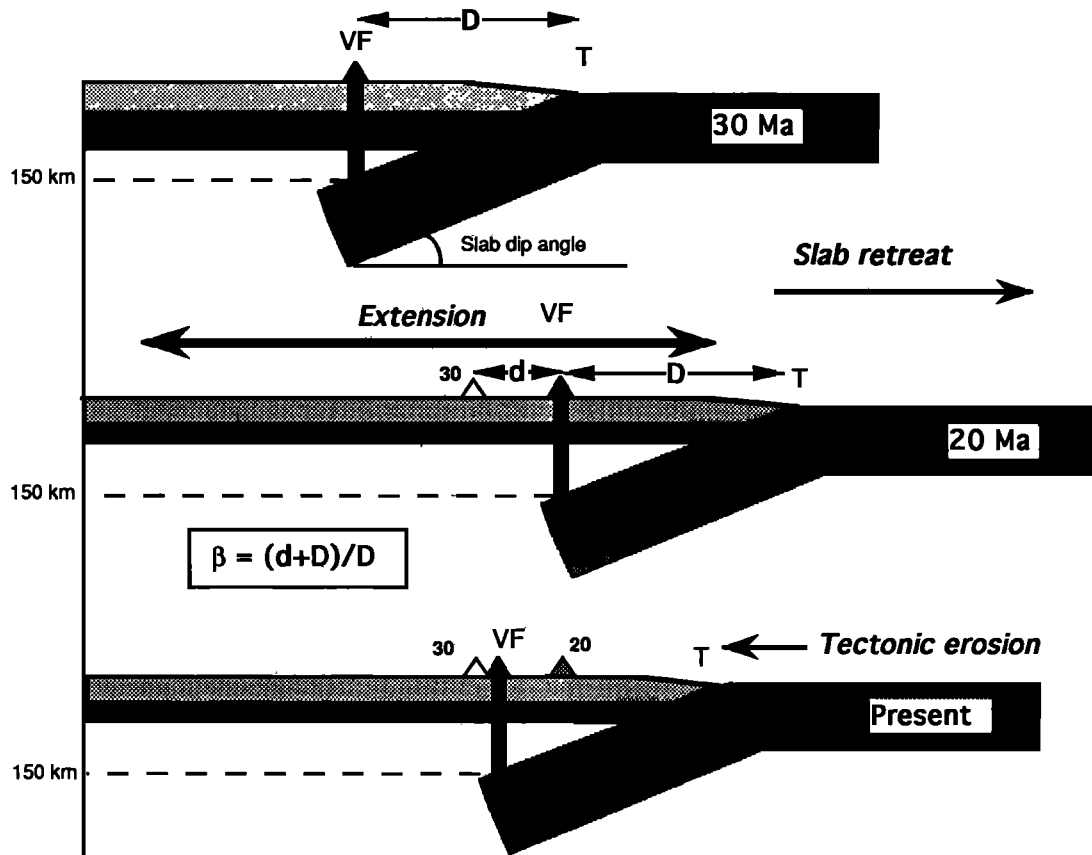 D
VF
T
30 Ma
150 km
Slab dip angle
Slab retreat
Extension
VF
30
d
D
T
20 Ma
150 km
β = (d+D)/D
30
VF
20
T
Tectonic erosion
Present
150 km